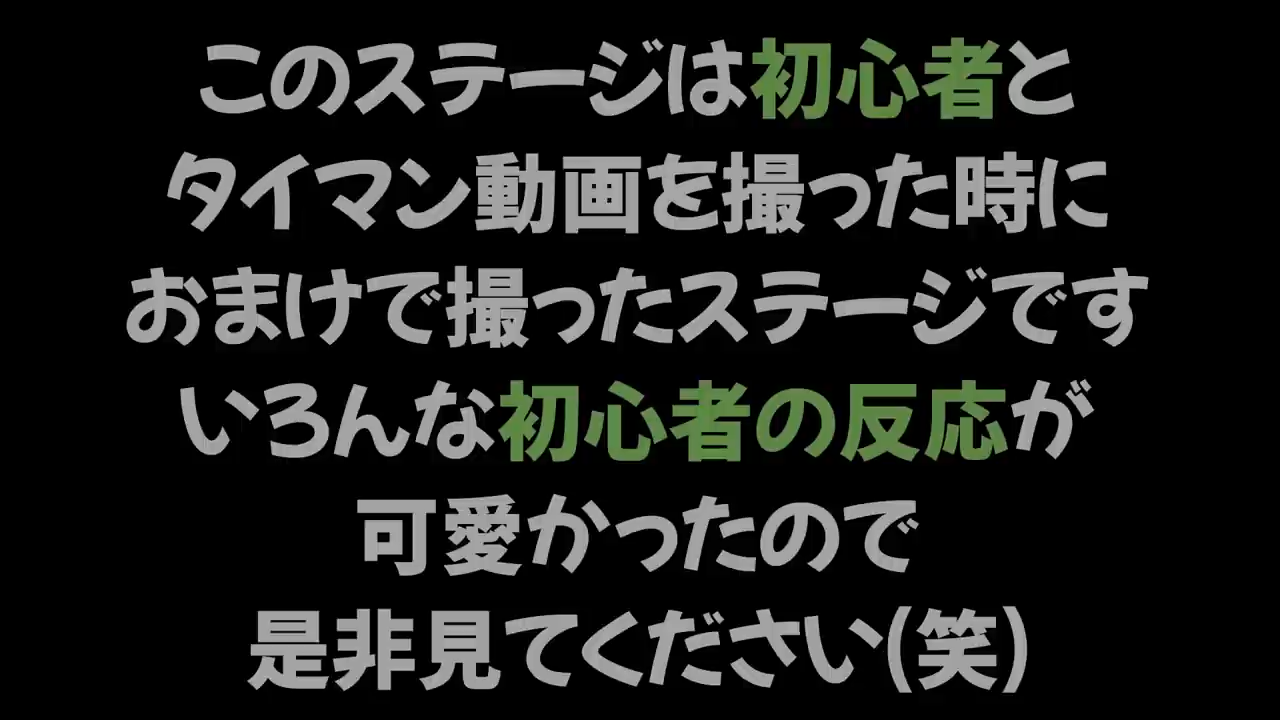 このステージは初心者と
タイマン動画を撮った時に
おまけで撮ったステージです
いろんな初心者の反応が
可愛かったので
是非見てください(笑)